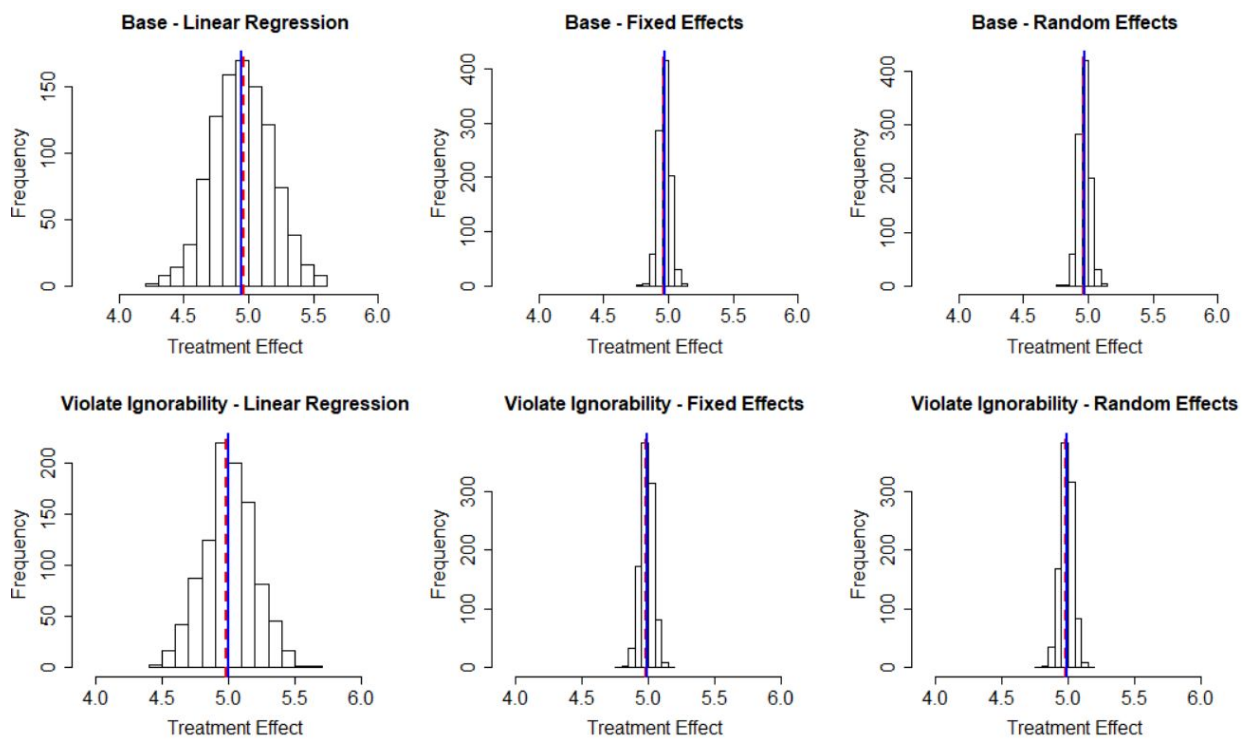 Base - Linear Regression
Frequency
0 50 100 150
4.0 4.5 5.0 5.5 6.0
Treatment Effect
Base - Fixed Effects
Frequency
0 100 200 300 400
4.0 4.5 5.0 5.5 6.0
Treatment Effect
Base - Random Effects
Frequency
0 100 200 300 400
4.0 4.5 5.0 5.5 6.0
Treatment Effect
Violate Ignorability - Linear Regression
Frequency
0 50 100 150 200
4.0 4.5 5.0 5.5 6.0
Treatment Effect
Violate Ignorability - Fixed Effects
Frequency
0 100 200 300
4.0 4.5 5.0 5.5 6.0
Treatment Effect
Violate Ignorability - Random Effects
Frequency
0 100 200 300
4.0 4.5 5.0 5.5 6.0
Treatment Effect